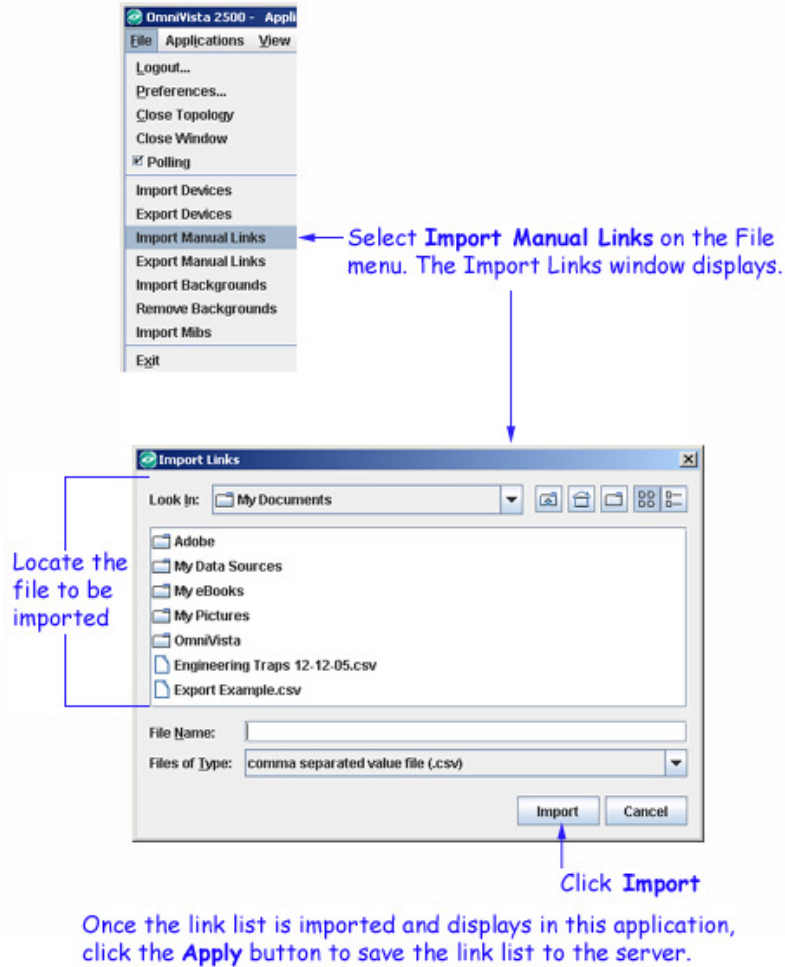 OmniVista 2500 - Appli
File Applications View
Logout...
Preferences...
Close Topology
Close Window
Polling
Import Devices
Export Devices
Import Manual Links
Export Manual Links
Import Backgrounds
Remove Backgrounds
Import Mibs
Exit
Select Import Manual Links on the File
menu. The Import Links window displays.
Import Links
Look In: My Documents
Adobe
My Data Sources
My eBooks
My Pictures
OmniVista
Engineering Traps 12-12-05.csv
Export Example.csv
Locate the
file to be
imported
File Name:
Files of Type: comma separated value file (.csv)
Import Cancel
Click Import
Once the link list is imported and displays in this application,
click the Apply button to save the link list to the server.